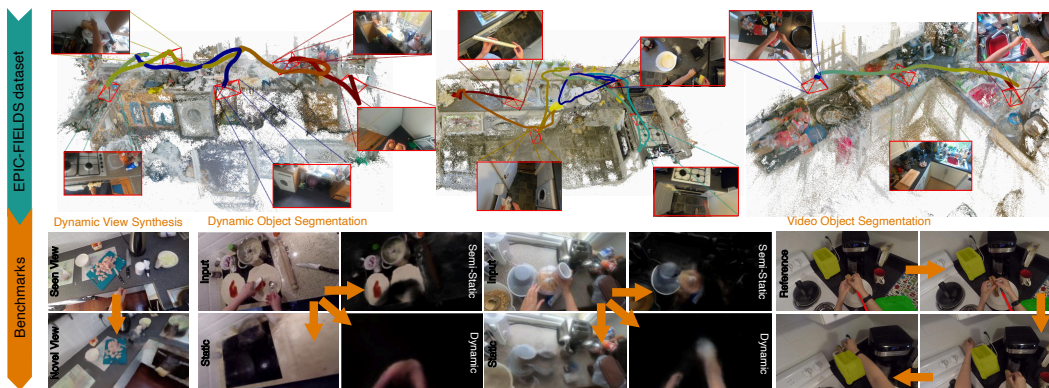 EPIC-FIELDS dataset
Benchmarks
Dynamic View Synthesis
Dynamic Object Segmentation
Video Object Segmentation
Seen View
Novel View
Input
Semi-Static
Static
Dynamic
Input
Semi-Static
Static
Dynamic
Reference